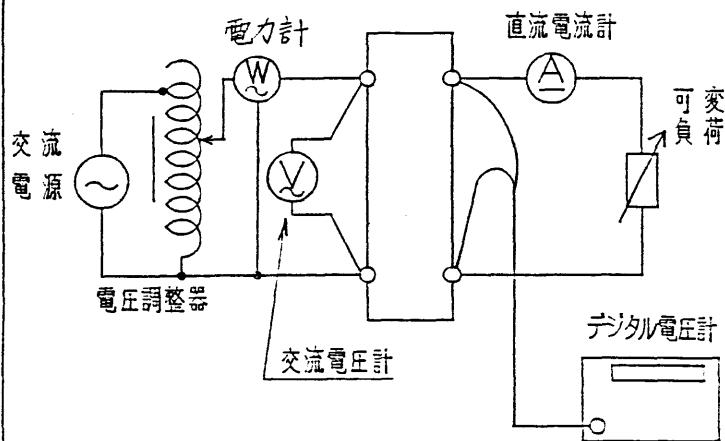 電力計
W
直流電流計
A
可変
負荷
交流
電源
V
電圧調整器
交流電圧計
デジタル電圧計